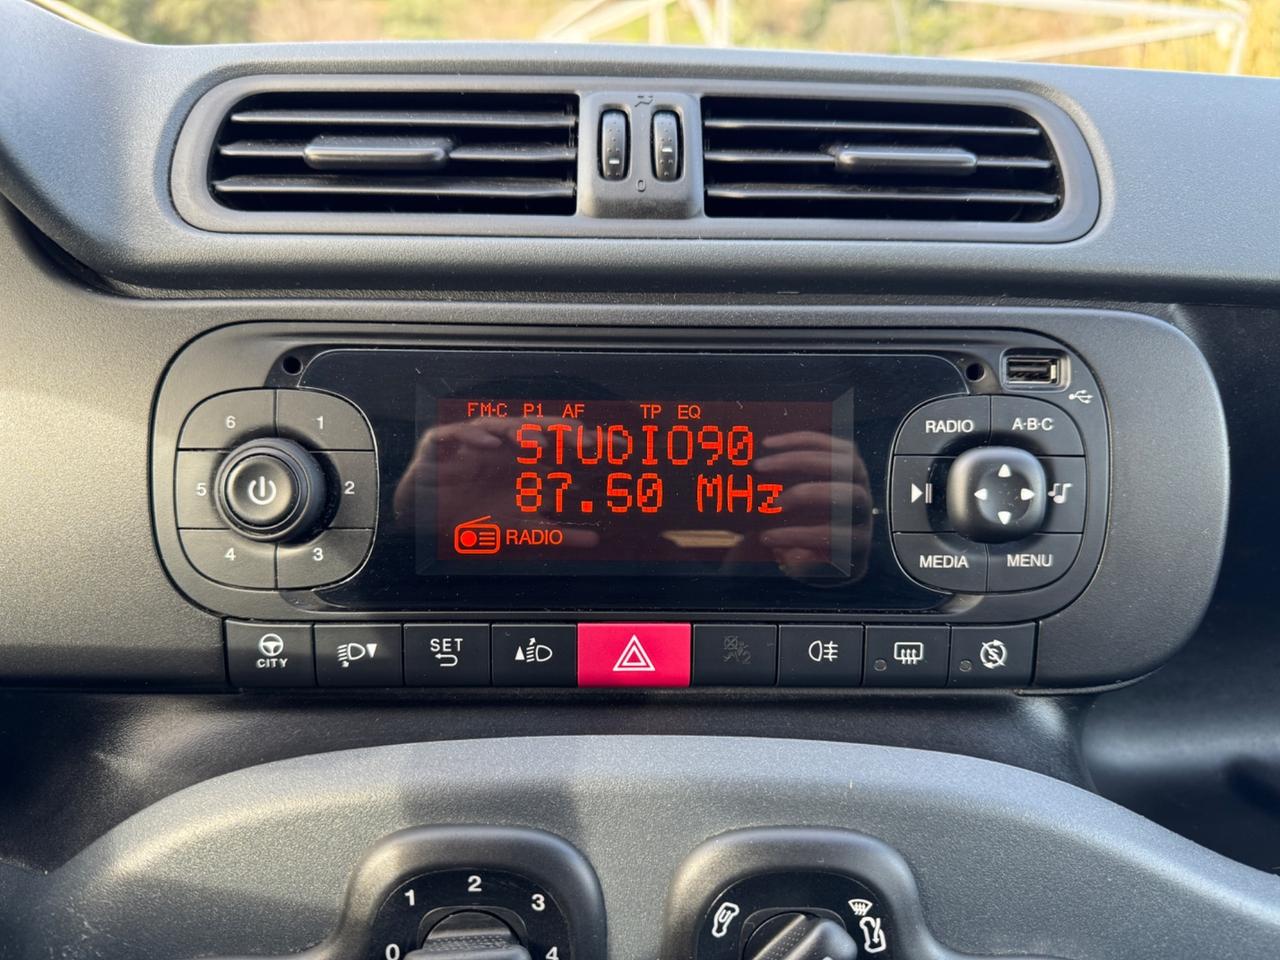 0
FM-C P1 AF TP EQ
STUDIO90
87.50 MHz
RADIO
6 1
5 2
4 3
RADIO A·B·C
MEDIA MENU
CITY SET
0 1 2 3 4